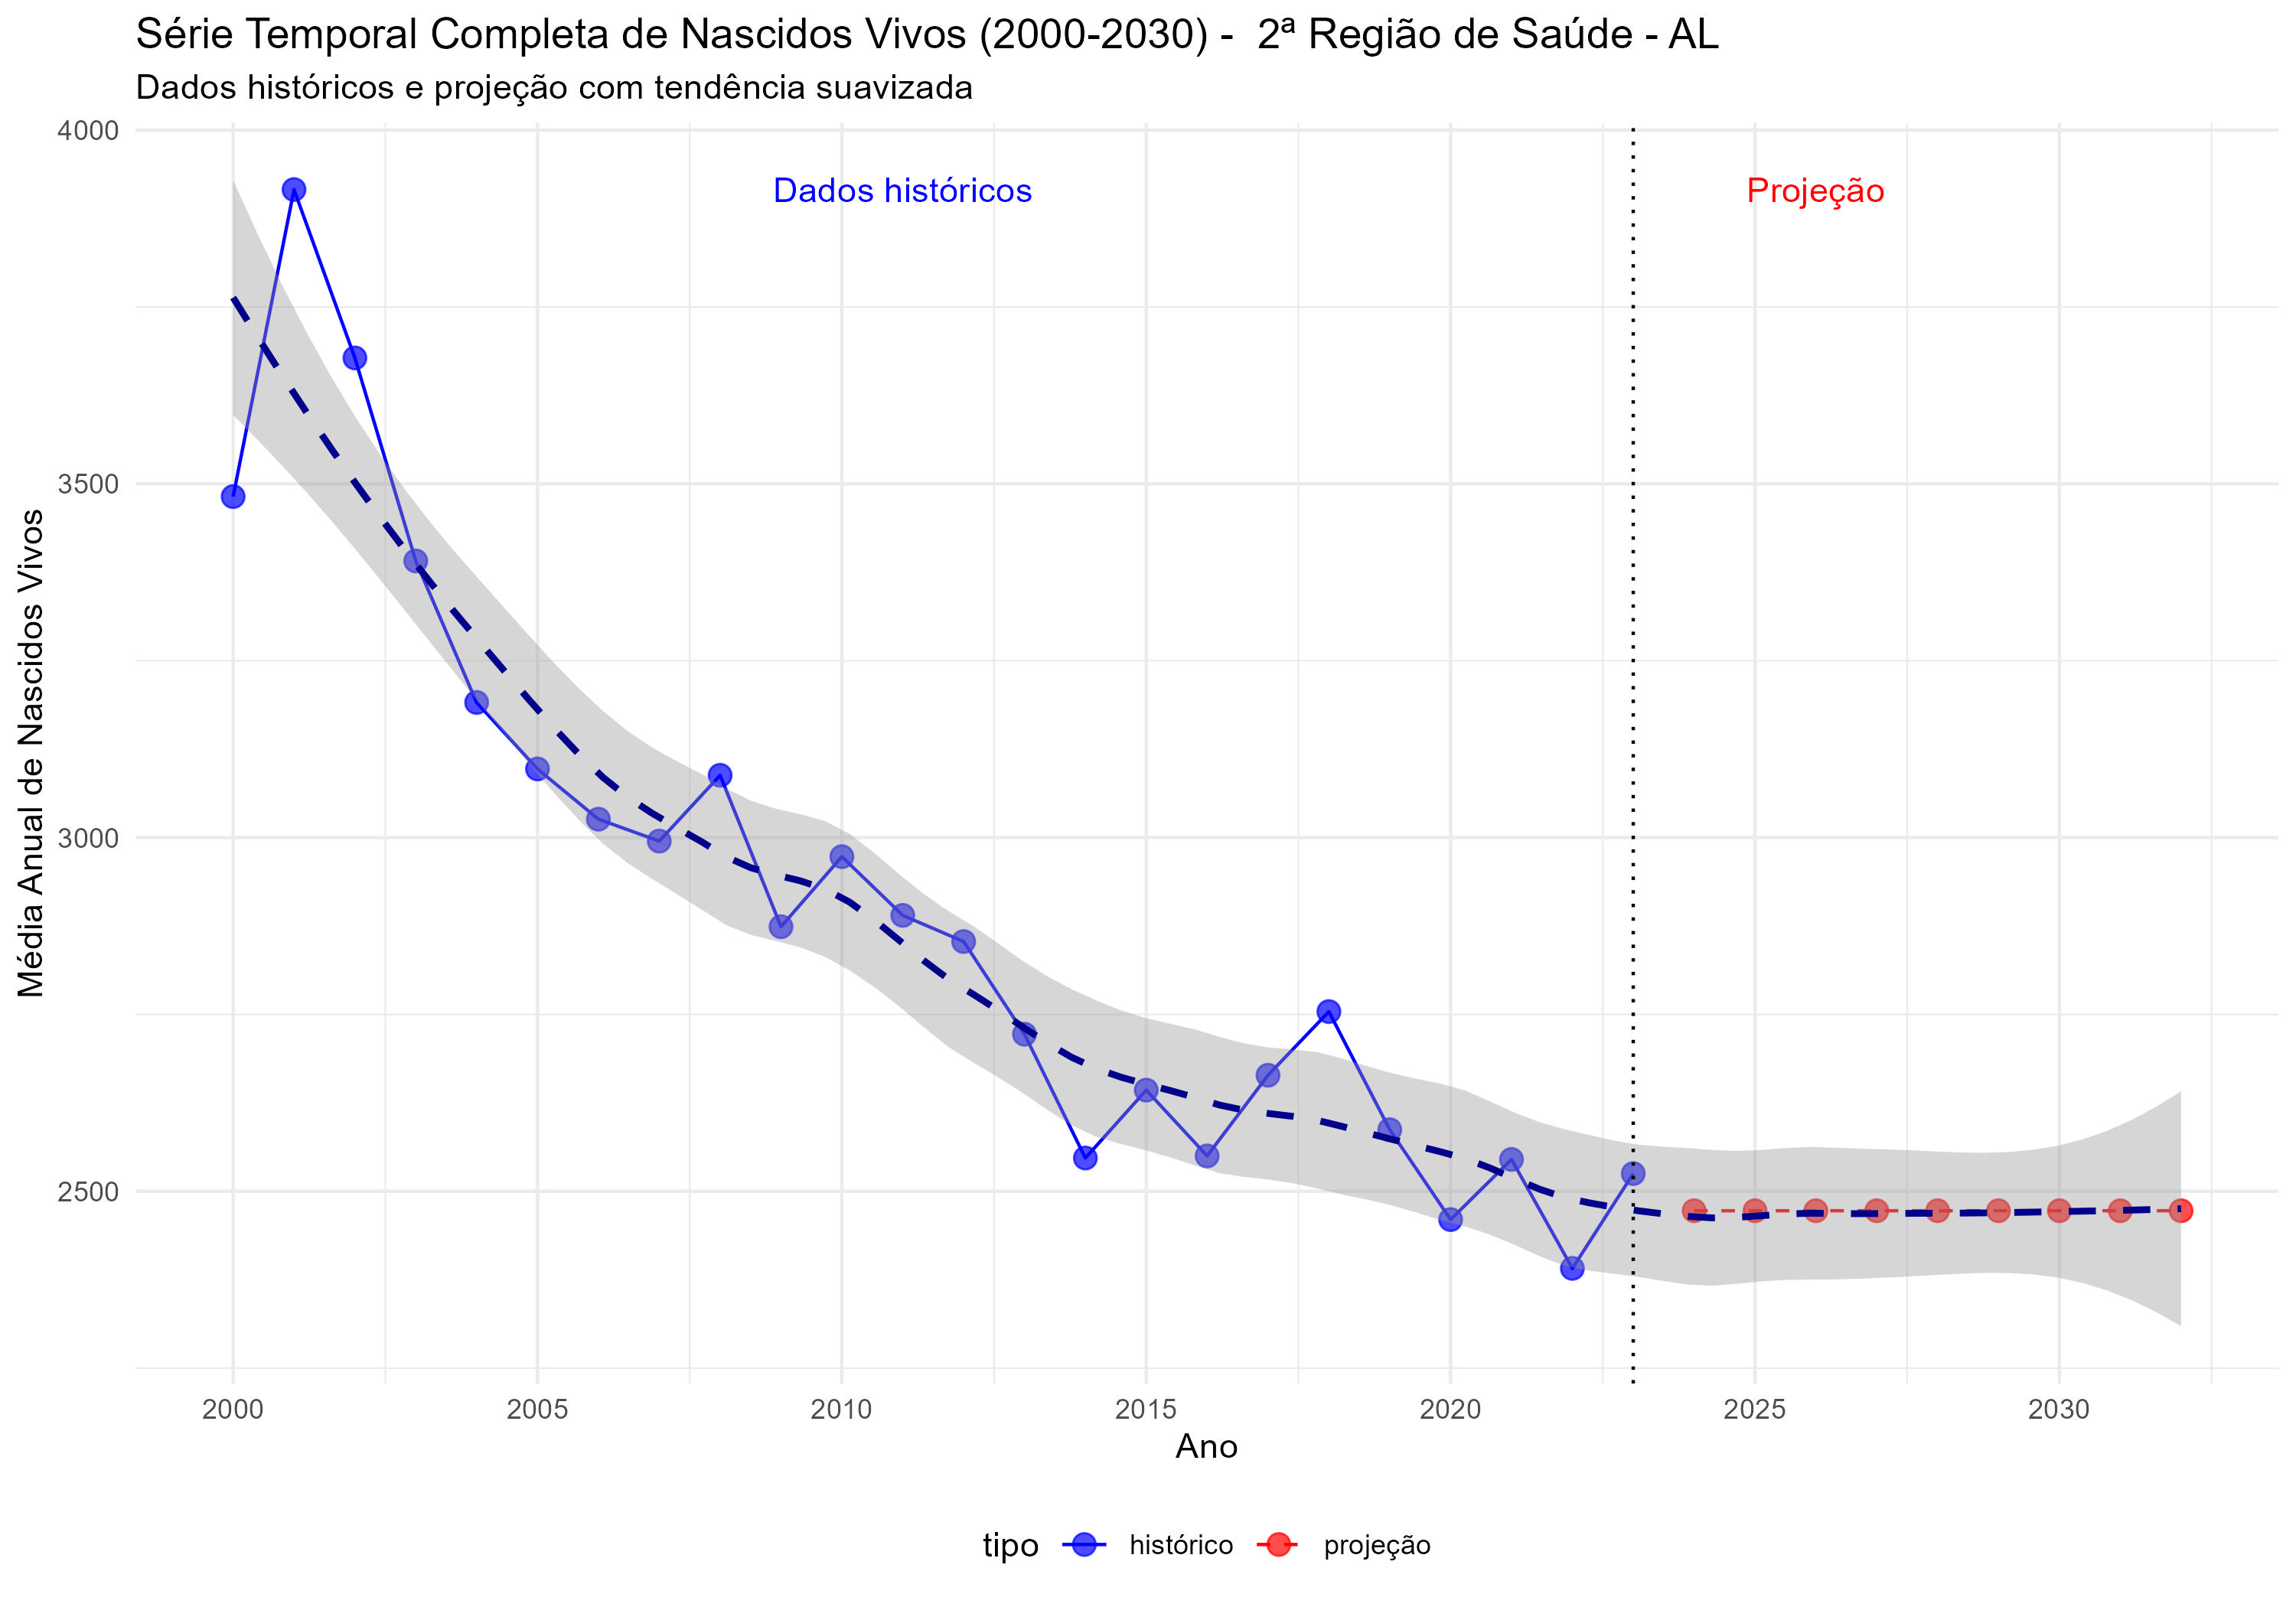 Série Temporal Completa de Nascidos Vivos (2000-2030) -  2ª Região de Saúde - AL
Dados históricos e projeção com tendência suavizada
Média Anual de Nascidos Vivos
4000
3500
3000
2500
Dados históricos
Projeção
2000
2005
2010
2015
2020
2025
2030
Ano
tipo
histórico
projeção